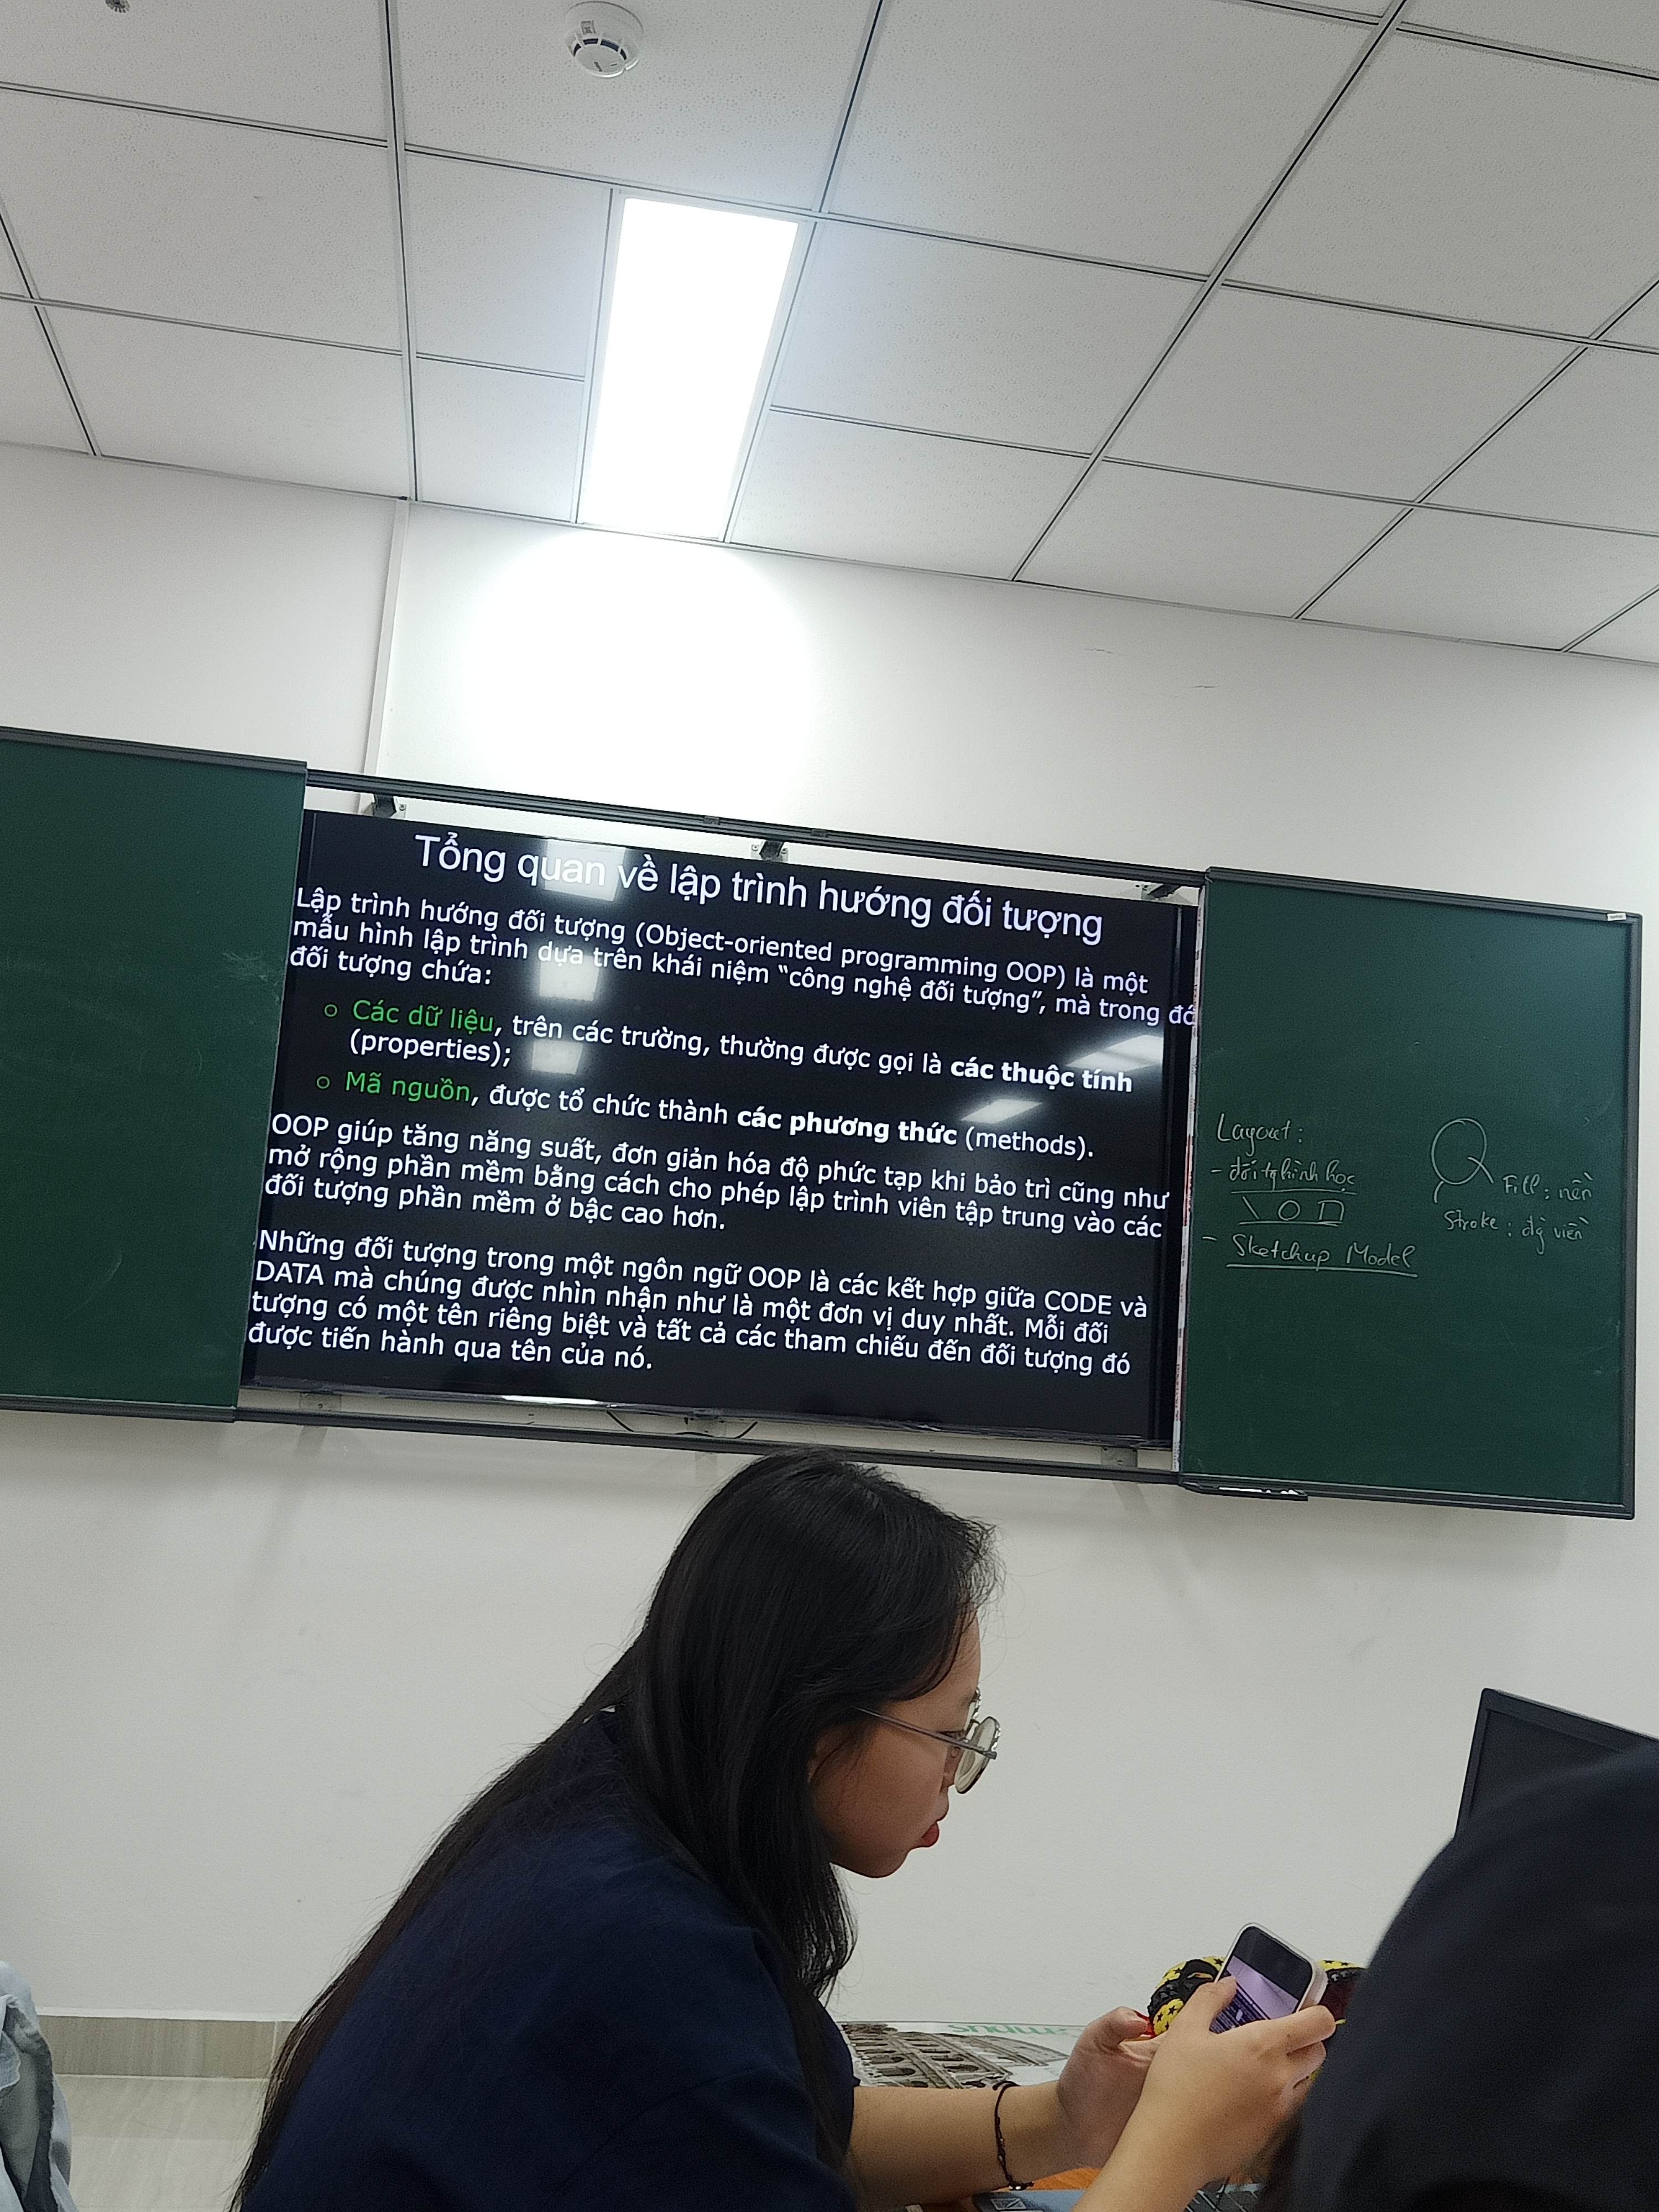 Tổng quan về lập trình hướng đối tượng
Lập trình hướng đối tượng (Object-oriented programming OOP) là một
mẫu hình lập trình dựa trên khái niệm “công nghệ đối tượng”, mà trong đó
đối tượng chứa:
○ Các dữ liệu, trên các trường, thường được gọi là các thuộc tính
(properties);
○ Mã nguồn, được tổ chức thành các phương thức (methods).
OOP giúp tăng năng suất, đơn giản hóa độ phức tạp khi bảo trì cũng như
mở rộng phần mềm bằng cách cho phép lập trình viên tập trung vào các
đối tượng phần mềm ở bậc cao hơn.
Những đối tượng trong một ngôn ngữ OOP là các kết hợp giữa CODE và
DATA mà chúng được nhìn nhận như là một đơn vị duy nhất. Mỗi đối
tượng có một tên riêng biệt và tất cả các tham chiếu đến đối tượng đó
được tiến hành qua tên của nó.
Layout:
- đối tg hình học
- Sketchup Model
Fill: nền
Stroke: đg viền